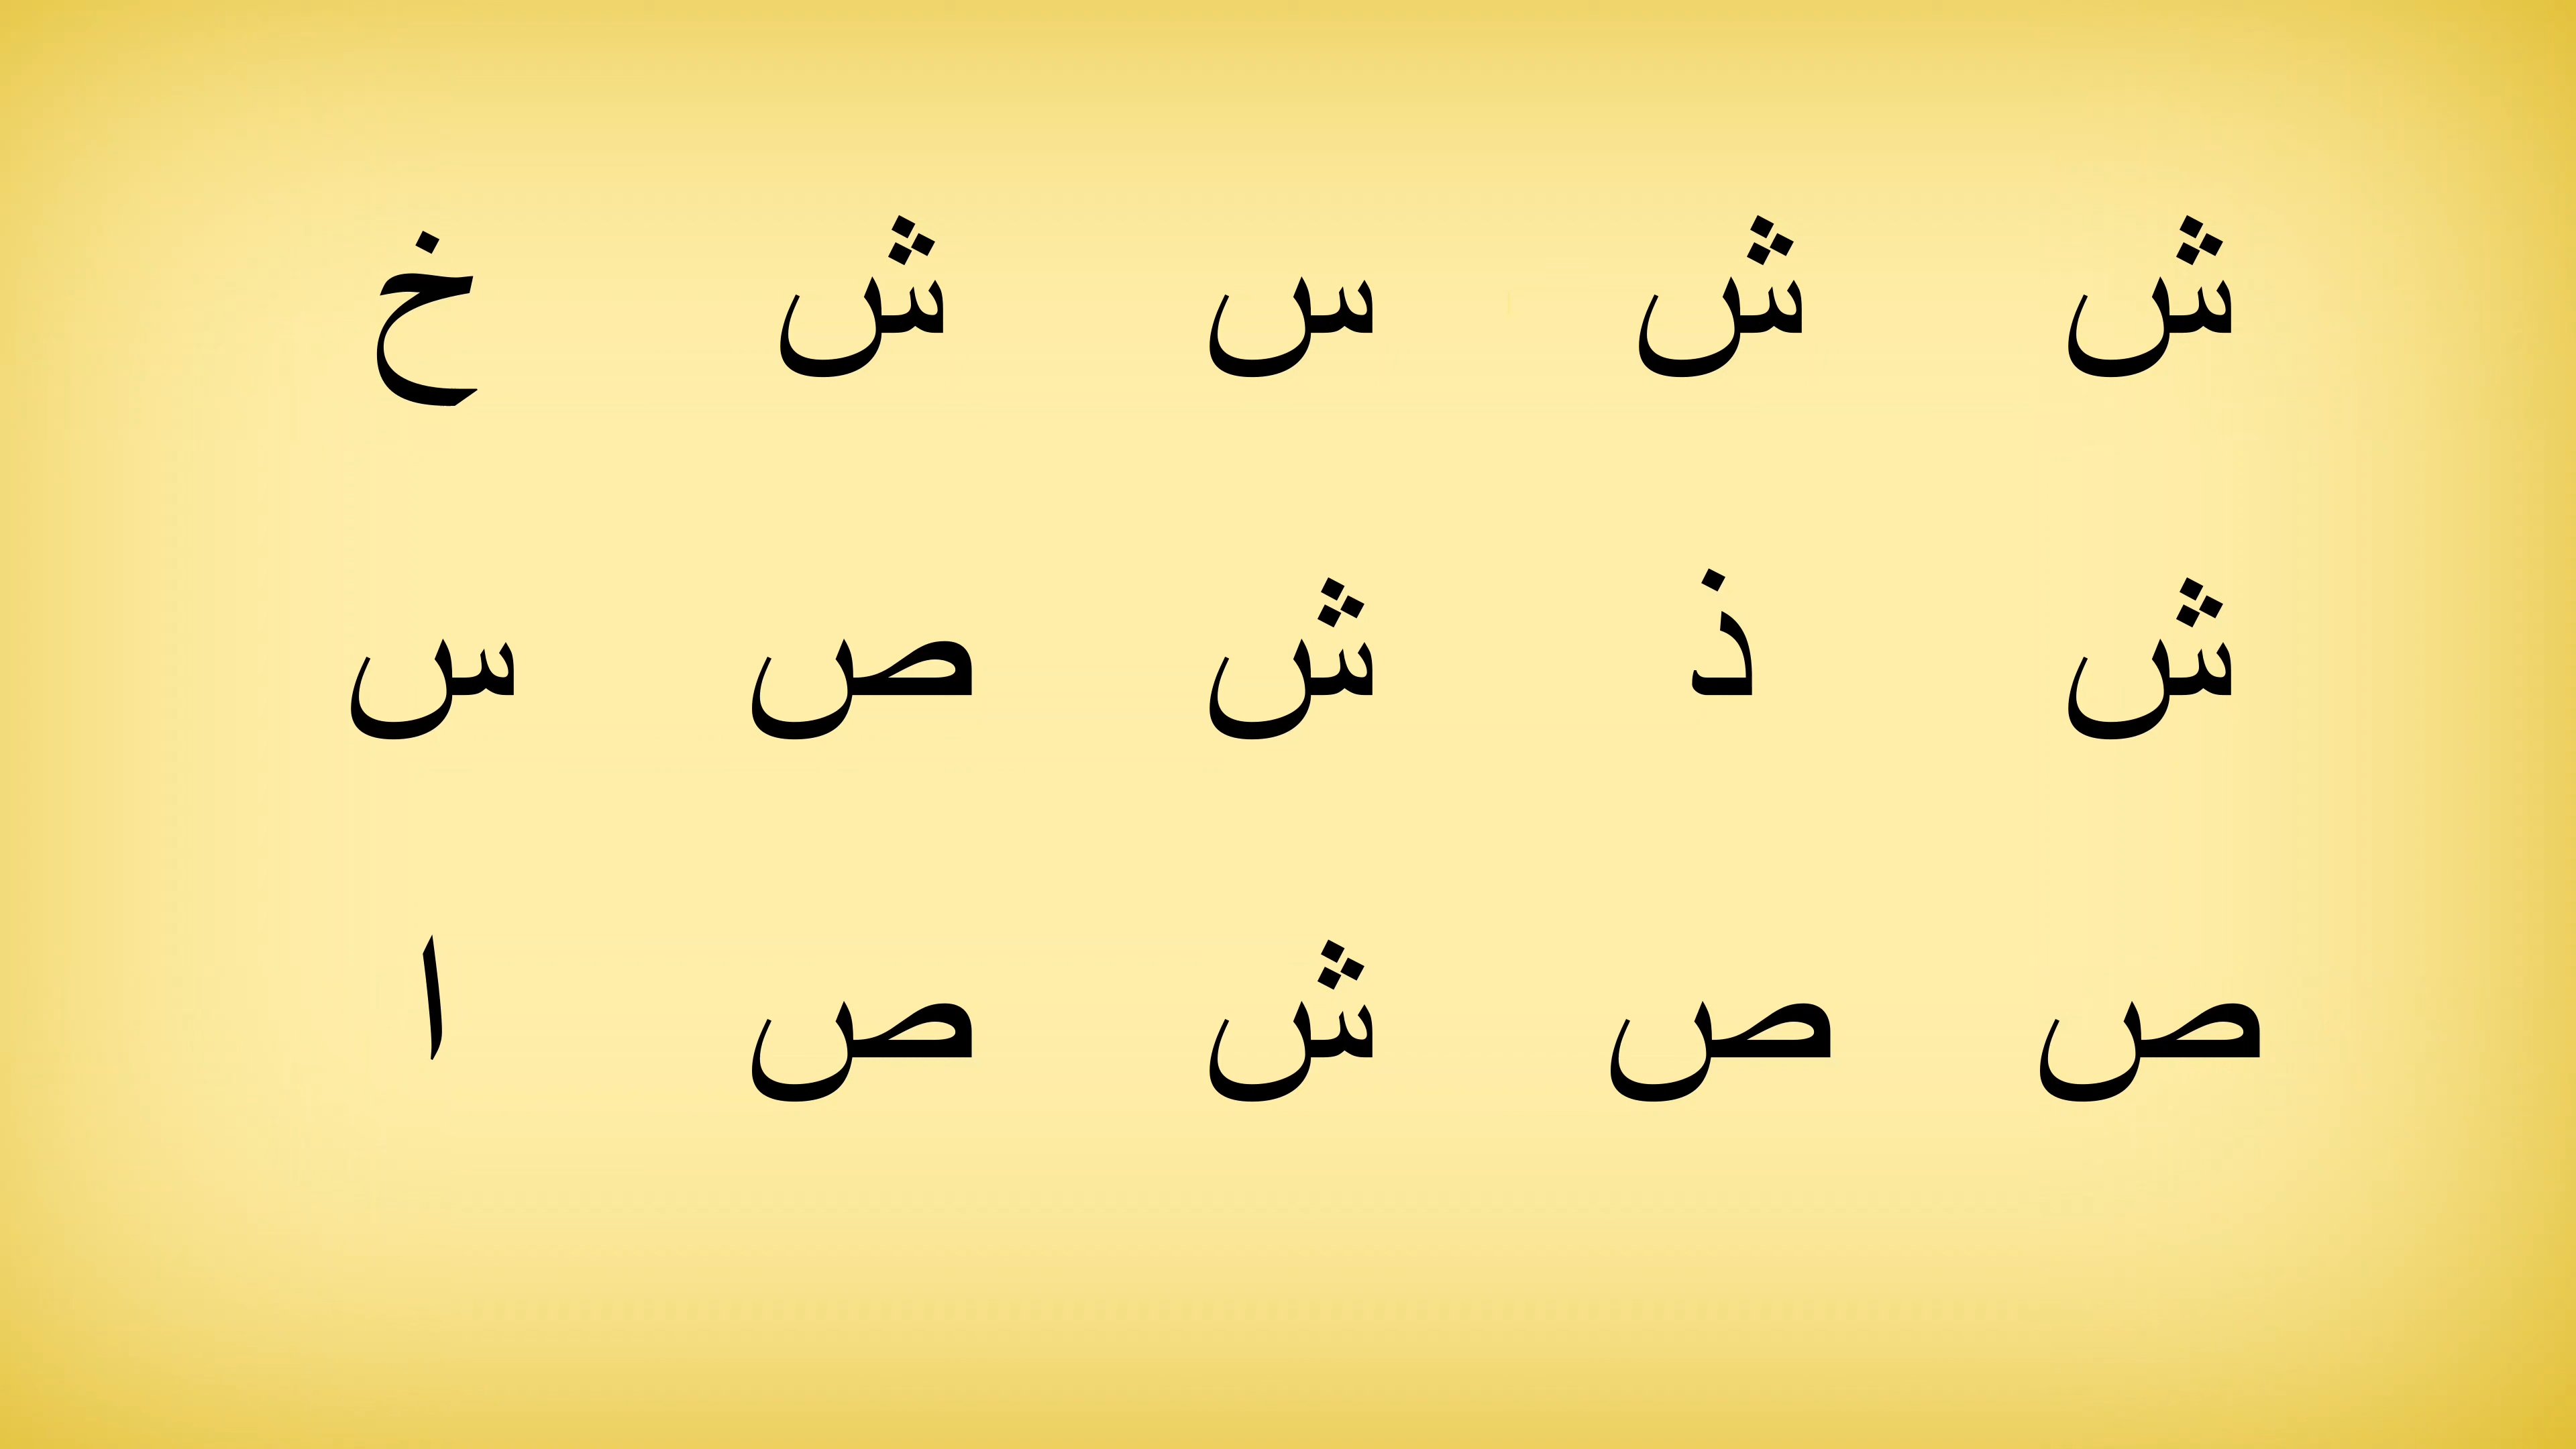 ش ش س ش خ
ش ذ ش ص س
ص ص ش ص ا